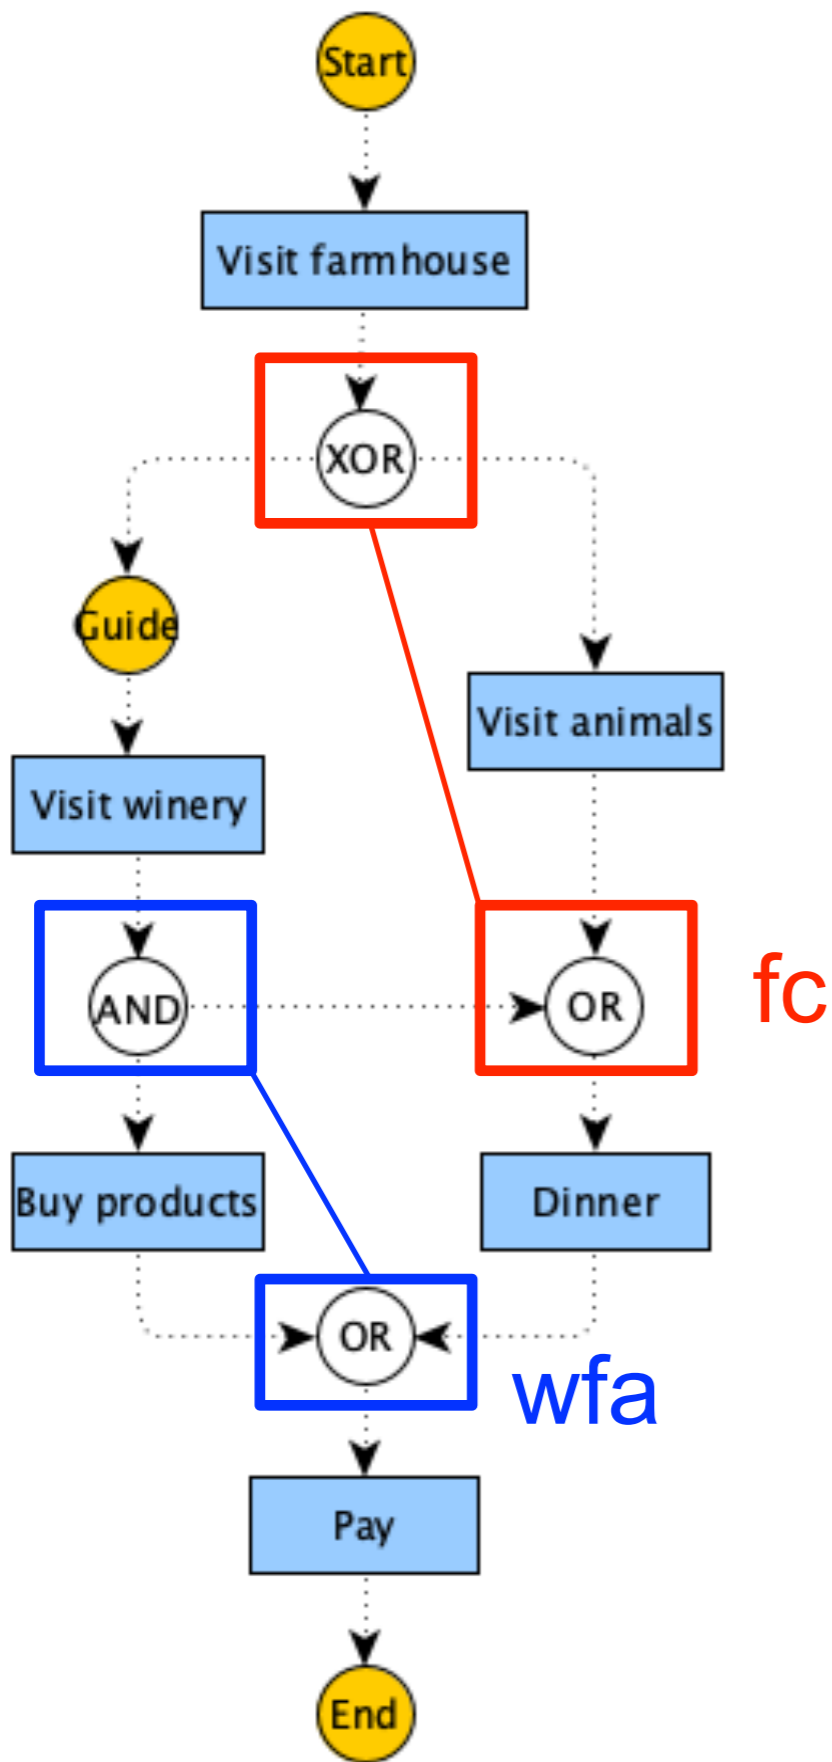 Start
Visit farmhouse
XOR
Guide
Visit animals
Visit winery
AND
OR
fc
Buy products
Dinner
OR
wfa
Pay
End